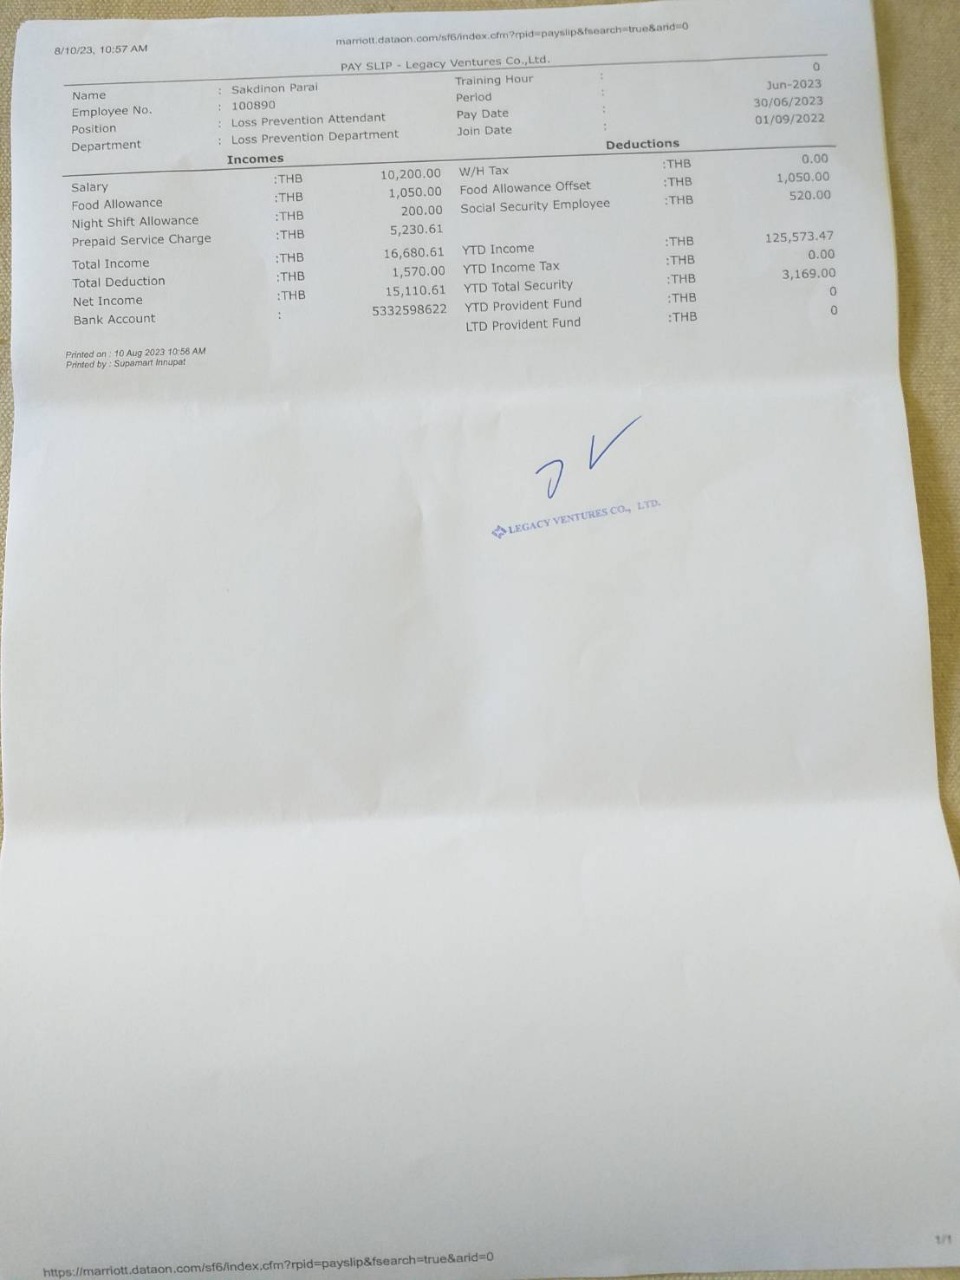 8/10/23, 10:57 AM marriott.dataon.com/sf6/index.cfm?rpid=payslip&fsearch=true&arid=0
PAY SLIP - Legacy Ventures Co.,Ltd.
Name : Sakdinon Parai Training Hour : 0
Employee No. : 100890 Period : Jun-2023
Position : Loss Prevention Attendant Pay Date : 30/06/2023
Department : Loss Prevention Department Join Date : 01/09/2022
Incomes Deductions
Salary :THB 10,200.00 W/H Tax :THB 0.00
Food Allowance :THB 1,050.00 Food Allowance Offset :THB 1,050.00
Night Shift Allowance :THB 200.00 Social Security Employee :THB 520.00
Prepaid Service Charge :THB 5,230.61
Total Income :THB 16,680.61 YTD Income :THB 125,573.47
Total Deduction :THB 1,570.00 YTD Income Tax :THB 0.00
Net Income :THB 15,110.61 YTD Total Security :THB 3,169.00
Bank Account : 5332598622 YTD Provident Fund :THB 0
LTD Provident Fund :THB 0
Printed on : 10 Aug 2023 10:56 AM
Printed by : Supamart Innupat
LEGACY VENTURES CO., LTD.
1/1
https://marriott.dataon.com/sf6/index.cfm?rpid=payslip&fsearch=true&arid=0